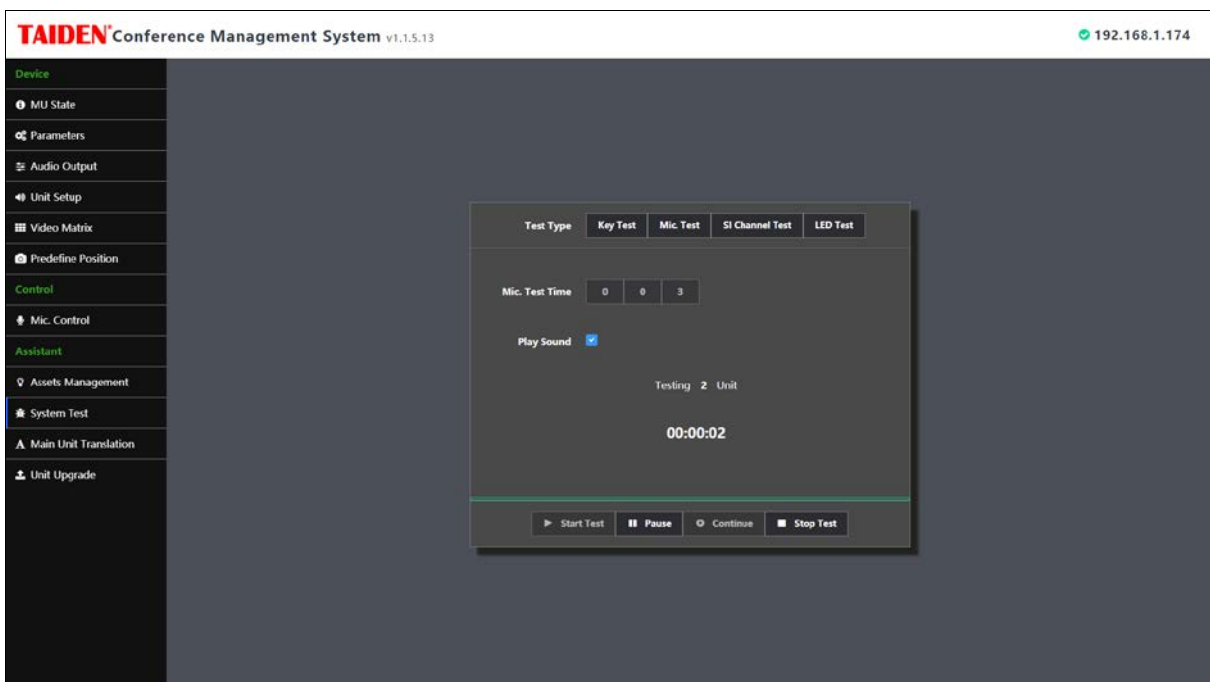 TAIDEN® Conference Management System v1.1.5.13
192.168.1.174
Device
MU State
Parameters
Audio Output
Unit Setup
Video Matrix
Predefine Position
Control
Mic. Control
Assistant
Assets Management
System Test
Main Unit Translation
Unit Upgrade
Test Type Key Test Mic. Test SI Channel Test LED Test
Mic. Test Time 0 0 3
Play Sound
Testing 2 Unit
00:00:02
Start Test Pause Continue Stop Test